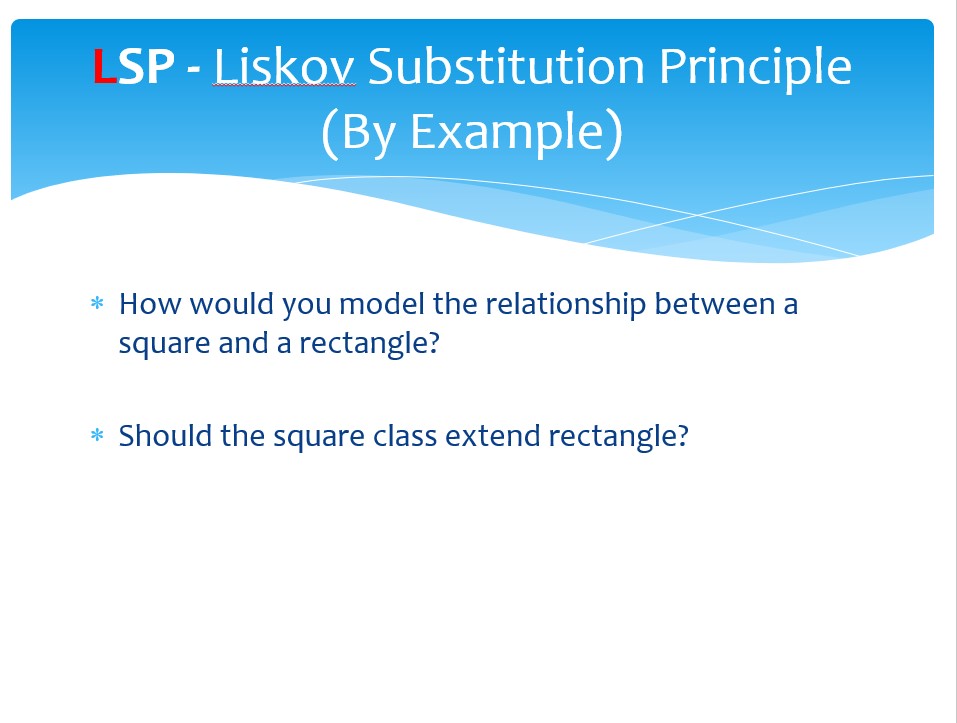 LSP - Liskov Substitution Principle
(By Example)
* How would you model the relationship between a
square and a rectangle?
* Should the square class extend rectangle?